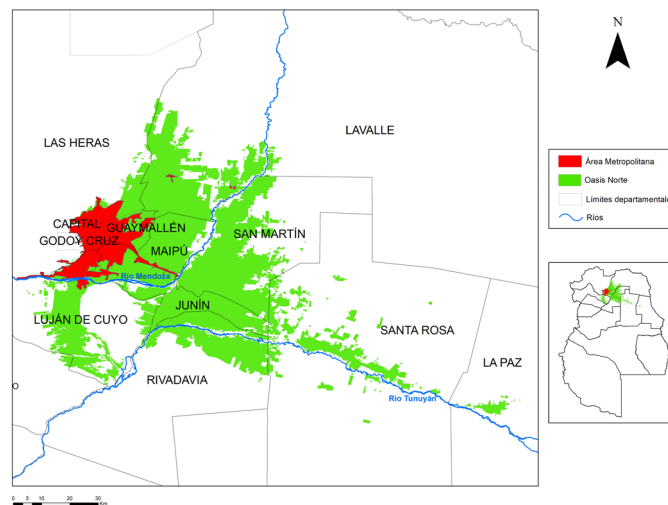 N
LAS HERAS
LAVALLE
CAPITAL
GUAYMALLÉN
GODOY CRUZ
SAN MARTÍN
MAIPÚ
Río Mendoza
JUNÍN
LUJÁN DE CUYO
SANTA ROSA
LA PAZ
RIVADAVIA
Río Tunuyán
O
Área Metropolitana
Oasis Norte
Límites departamentale
Ríos
0 5 10 20 30
Km